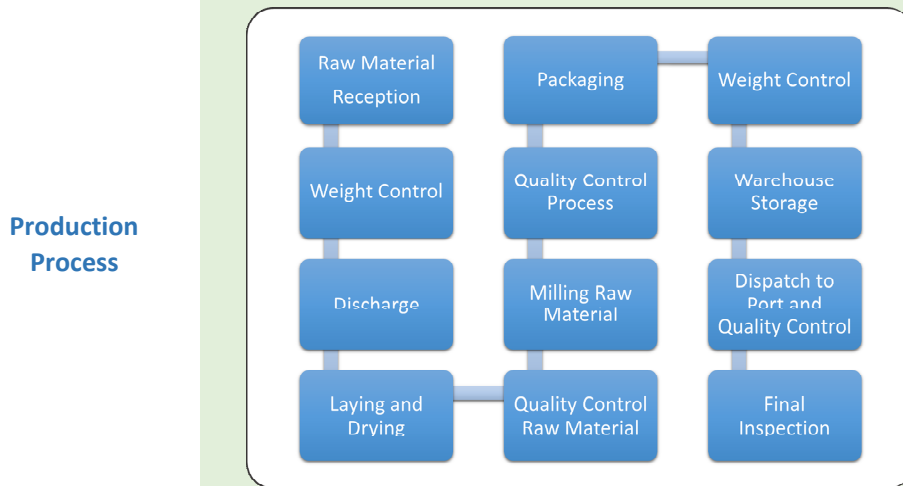 Production
Process
Raw Material
Reception
Weight Control
Discharge
Laying and
Drying
Quality Control
Raw Material
Milling Raw
Material
Quality Control
Process
Packaging
Weight Control
Warehouse
Storage
Dispatch to
Port and
Quality Control
Final
Inspection